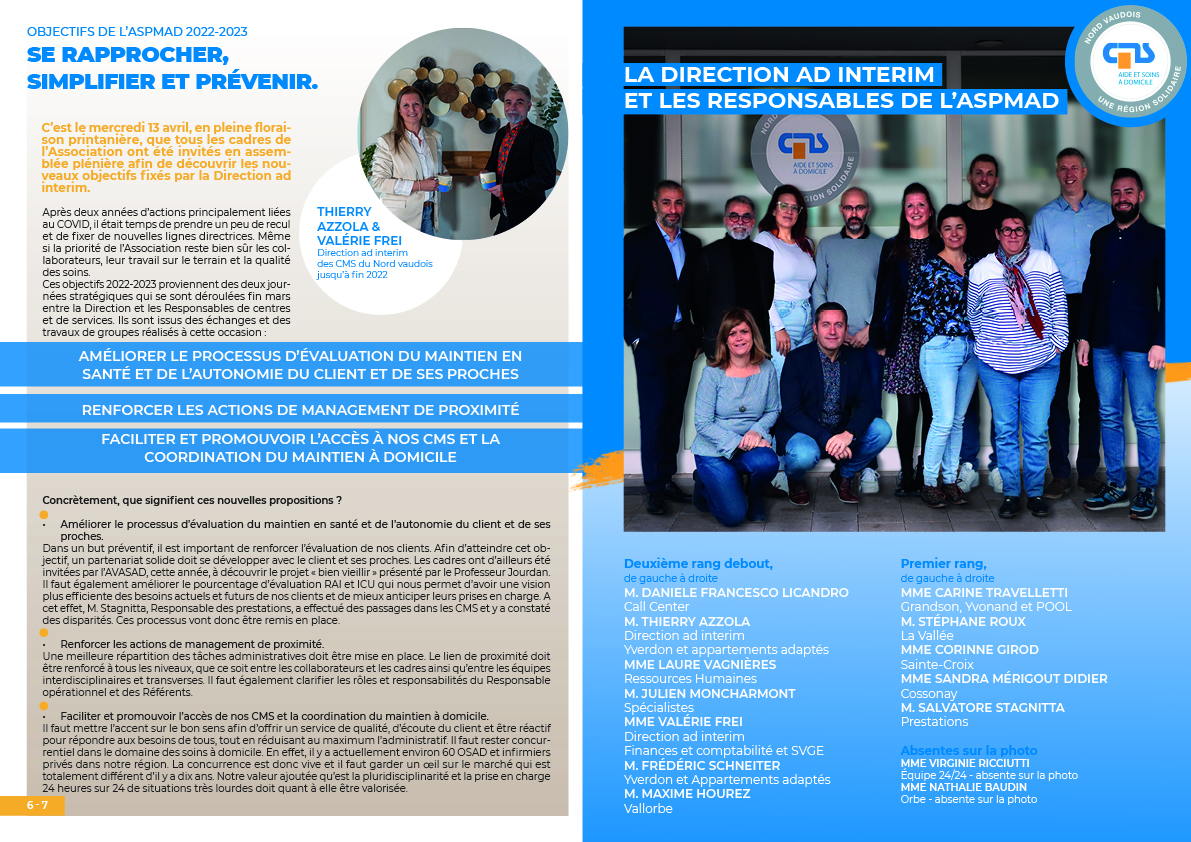 OBJECTIFS DE L'ASPMAD 2022-2023
SE RAPPROCHER,
SIMPLIFIER ET PRÉVENIR.
C'est le mercredi 13 avril, en pleine florai-
son printanière, que tous les cadres de
l'Association ont été invités en assem-
blée plénière afin de découvrir les nou-
veaux objectifs fixés par la Direction ad
interim.
Après deux années d'actions principalement liées
au COVID, il était temps de prendre un peu de recul
et de fixer de nouvelles lignes directrices. Même
si la priorité de l'Association reste bien sûr les col-
laborateurs, leur travail sur le terrain et la qualité
des soins.
Ces objectifs 2022-2023 proviennent des deux jour-
nées stratégiques qui se sont déroulées fin mars
entre la Direction et les Responsables de centres
et de services. Ils sont issus des échanges et des
travaux de groupes réalisés à cette occasion :
THIERRY
AZZOLA &
VALÉRIE FREI
Direction ad interim
des CMS du Nord vaudois
jusqu'à fin 2022
AMÉLIORER LE PROCESSUS D'ÉVALUATION DU MAINTIEN EN
SANTÉ ET DE L'AUTONOMIE DU CLIENT ET DE SES PROCHES
RENFORCER LES ACTIONS DE MANAGEMENT DE PROXIMITÉ
FACILITER ET PROMOUVOIR L'ACCÈS À NOS CMS ET LA
COORDINATION DU MAINTIEN À DOMICILE
Concrètement, que signifient ces nouvelles propositions ?
• Améliorer le processus d'évaluation du maintien en santé et de l'autonomie du client et de ses
proches.
Dans un but préventif, il est important de renforcer l'évaluation de nos clients. Afin d'atteindre cet ob-
jectif, un partenariat solide doit se développer avec le client et ses proches. Les cadres ont d'ailleurs été
invitées par l'AVASAD, cette année, à découvrir le projet « bien vieillir » présenté par le Professeur Jourdan.
Il faut également améliorer le pourcentage d'évaluation RAI et ICU qui nous permet d'avoir une vision
plus efficiente des besoins actuels et futurs de nos clients et de mieux anticiper leurs prises en charge. A
cet effet, M. Stagnitta, Responsable des prestations, a effectué des passages dans les CMS et y a constaté
des disparités. Ces processus vont donc être remis en place.
• Renforcer les actions de management de proximité.
Une meilleure répartition des tâches administratives doit être mise en place. Le lien de proximité doit
être renforcé à tous les niveaux, que ce soit entre les collaborateurs et les cadres ainsi qu'entre les équipes
interdisciplinaires et transverses. Il faut également clarifier les rôles et responsabilités du Responsable
opérationnel et des Référents.
• Faciliter et promouvoir l'accès de nos CMS et la coordination du maintien à domicile.
Il faut mettre l'accent sur le bon sens afin d'offrir un service de qualité, d'écoute du client et être réactif
pour répondre aux besoins de tous, tout en réduisant au maximum l'administratif. Il faut rester concur-
rentiel dans le domaine des soins à domicile. En effet, il y a actuellement environ 60 OSAD et infirmiers
privés dans notre région. La concurrence est donc vive et il faut garder un œil sur le marché qui est
totalement différent d'il y a dix ans. Notre valeur ajoutée qu'est la pluridisciplinarité et la prise en charge
24 heures sur 24 de situations très lourdes doit quant à elle être valorisée.
6 - 7
NORD VAUDOIS
cms
AIDE ET SOINS
À DOMICILE
UNE RÉGION SOLIDAIRE
LA DIRECTION AD INTERIM
ET LES RESPONSABLES DE L'ASPMAD
NORD
cms
AIDE ET SOINS
À DOMICILE
RÉGION SOLIDAIRE
Deuxième rang debout,
de gauche à droite
M. DANIELE FRANCESCO LICANDRO
Call Center
M. THIERRY AZZOLA
Direction ad interim
Yverdon et appartements adaptés
MME LAURE VAGNIÈRES
Ressources Humaines
M. JULIEN MONCHARMONT
Spécialistes
MME VALÉRIE FREI
Direction ad interim
Finances et comptabilité et SVGE
M. FRÉDÉRIC SCHNEITER
Yverdon et Appartements adaptés
M. MAXIME HOUREZ
Vallorbe
Premier rang,
de gauche à droite
MME CARINE TRAVELLETTI
Grandson, Yvonand et POOL
M. STÉPHANE ROUX
La Vallée
MME CORINNE GIROD
Sainte-Croix
MME SANDRA MÉRIGOUT DIDIER
Cossonay
M. SALVATORE STAGNITTA
Prestations
Absentes sur la photo
MME VIRGINIE RICCIUTTI
Équipe 24/24 - absente sur la photo
MME NATHALIE BAUDIN
Orbe - absente sur la photo